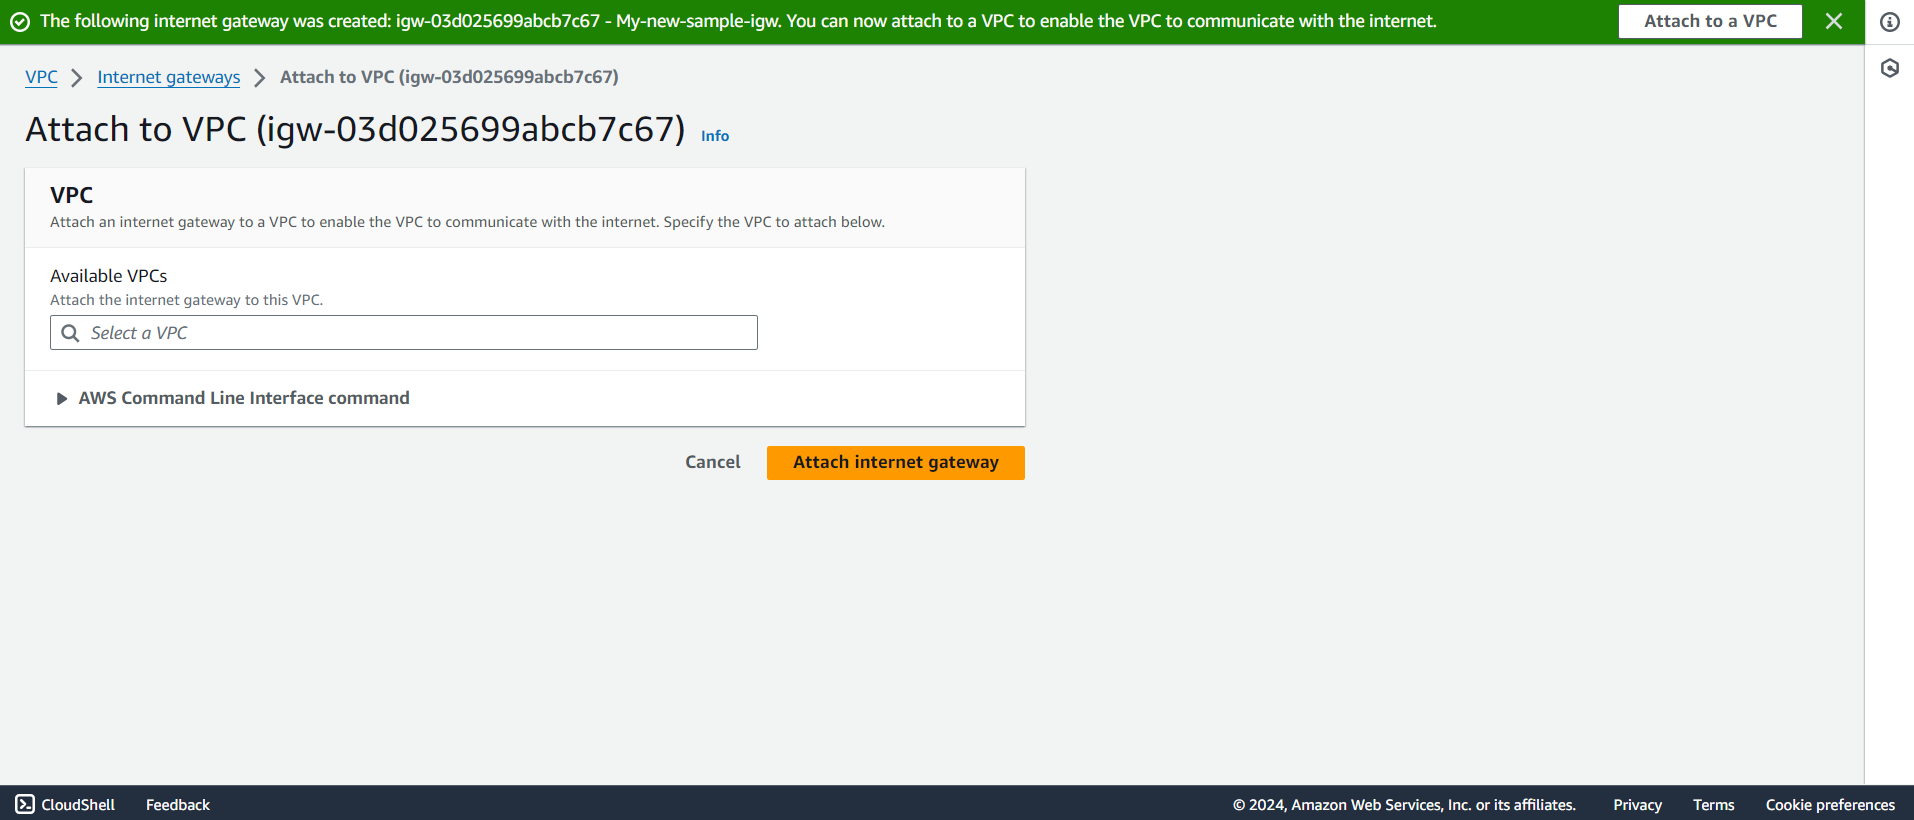 The following internet gateway was created: igw-03d025699abcb7c67 - My-new-sample-igw. You can now attach to a VPC to enable the VPC to communicate with the internet. Attach to a VPC
VPC > Internet gateways > Attach to VPC (igw-03d025699abcb7c67)
Attach to VPC (igw-03d025699abcb7c67) Info
VPC
Attach an internet gateway to a VPC to enable the VPC to communicate with the internet. Specify the VPC to attach below.
Available VPCs
Attach the internet gateway to this VPC.
Select a VPC
AWS Command Line Interface command
Cancel Attach internet gateway
CloudShell Feedback © 2024, Amazon Web Services, Inc. or its affiliates. Privacy Terms Cookie preferences